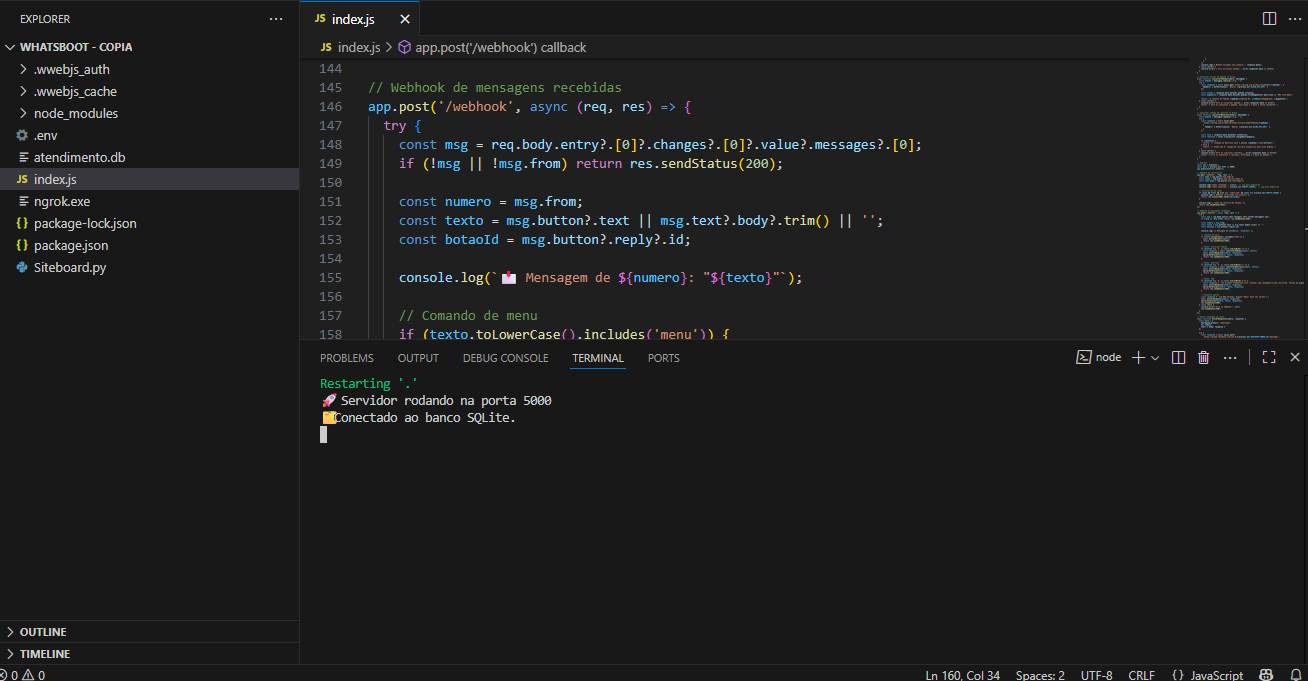 EXPLORER
WHATSBOOT - COPIA
.wwebjs_auth
.wwebjs_cache
node_modules
.env
atendimento.db
JS index.js
ngrok.exe
{} package-lock.json
{} package.json
Siteboard.py
OUTLINE
TIMELINE
JS index.js
JS index.js > app.post('/webhook') callback
144
145 // Webhook de mensagens recebidas
146 app.post('/webhook', async (req, res) => {
147 try {
148 const msg = req.body.entry?.[0]?.changes?.[0]?.value?.messages?.[0];
149 if (!msg || !msg.from) return res.sendStatus(200);
150
151 const numero = msg.from;
152 const texto = msg.button?.text || msg.text?.body?.trim() || '';
153 const botaoId = msg.button?.reply?.id;
154
155 console.log(`📩 Mensagem de ${numero}: "${texto}"`);
156
157 // Comando de menu
158 if (texto.toLowerCase().includes('menu')) {
PROBLEMS OUTPUT DEBUG CONSOLE TERMINAL PORTS
node
Restarting '.'
🚀 Servidor rodando na porta 5000
Conectado ao banco SQLite.
0 0
Ln 160, Col 34 Spaces: 2 UTF-8 CRLF {} JavaScript